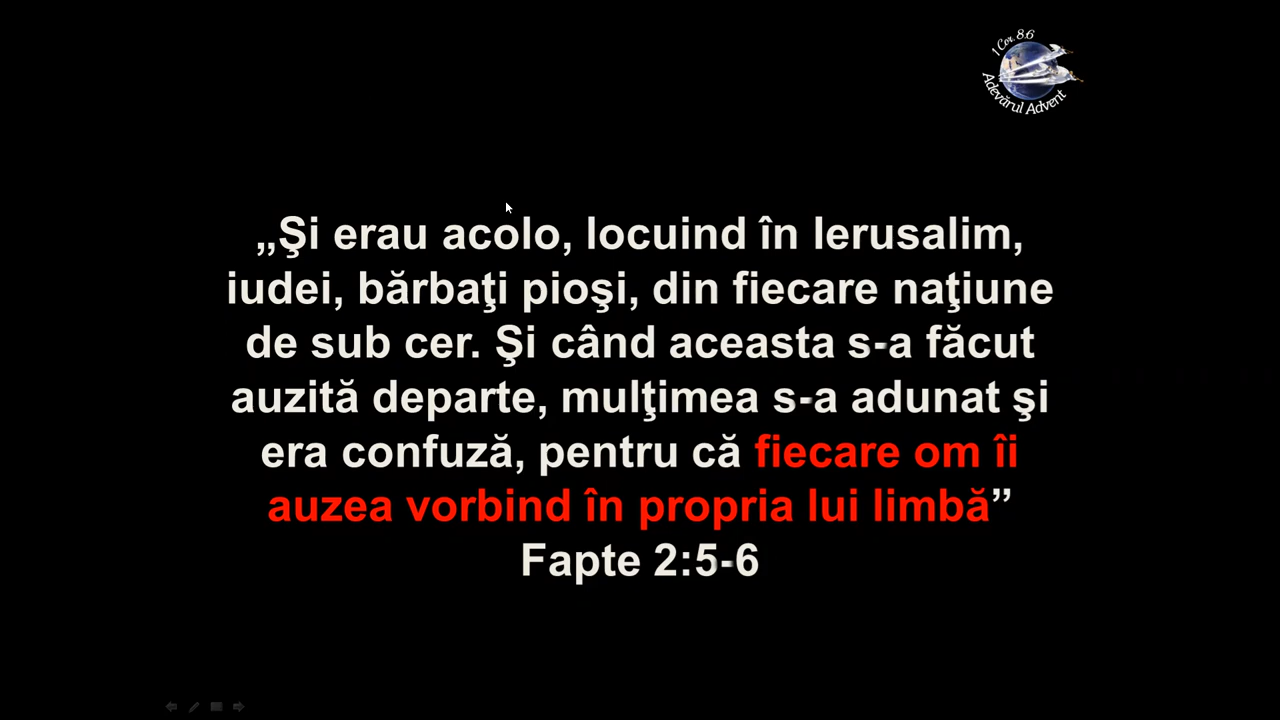 1 Cor. 8:6
Adevărul Advent
„Şi erau acolo, locuind în Ierusalim,
iudei, bărbaţi pioşi, din fiecare naţiune
de sub cer. Şi când aceasta s-a făcut
auzită departe, mulţimea s-a adunat şi
era confuză, pentru că fiecare om îi
auzea vorbind în propria lui limbă”
Fapte 2:5-6